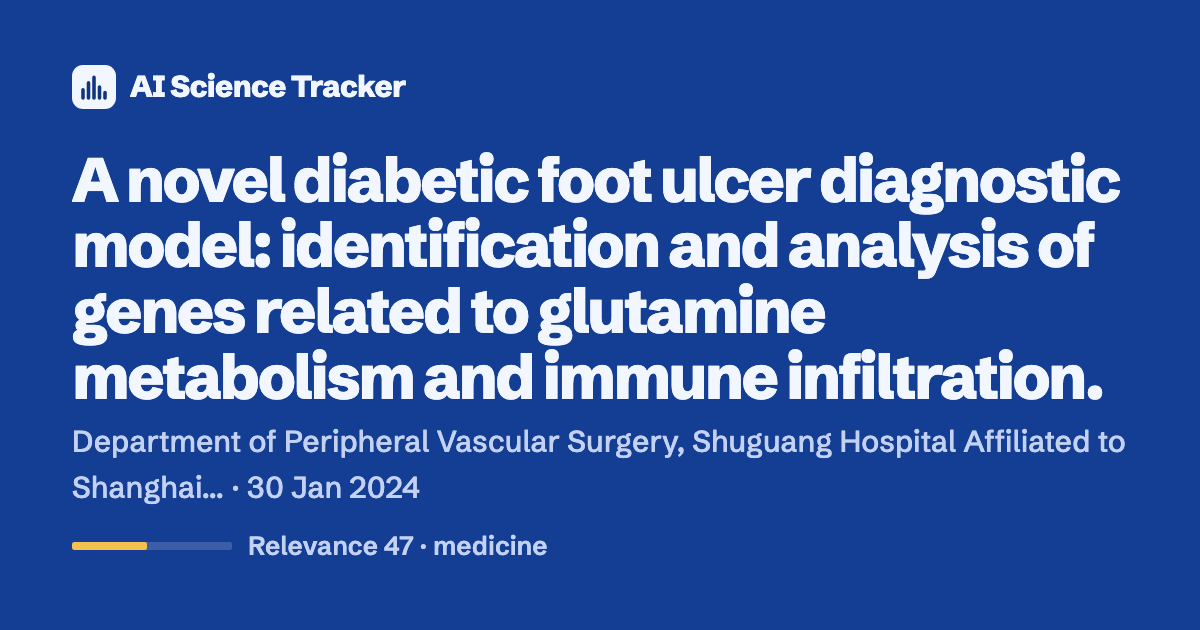 AI Science Tracker
A novel diabetic foot ulcer diagnostic
model: identification and analysis of
genes related to glutamine
metabolism and immune infiltration.
Department of Peripheral Vascular Surgery, Shuguang Hospital Affiliated to
Shanghai... · 30 Jan 2024
Relevance 47 · medicine